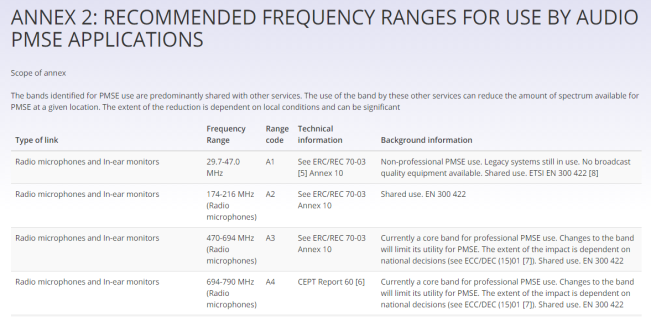 ANNEX 2: RECOMMENDED FREQUENCY RANGES FOR USE BY AUDIO
PMSE APPLICATIONS
Scope of annex
The bands identified for PMSE use are predominantly shared with other services. The use of the band by these other services can reduce the amount of spectrum available for
PMSE at a given location. The extent of the reduction is dependent on local conditions and can be significant
Type of link Frequency Range Range code Technical information Background information
Radio microphones and In-ear monitors 29.7-47.0 A1 See ERC/REC 70-03 Non-professional PMSE use. Legacy systems still in use. No broadcast
MHz [5] Annex 10 quality equipment available. Shared use. ETSI EN 300 422 [8]
Radio microphones and In-ear monitors 174-216 MHz A2 See ERC/REC 70-03 Shared use. EN 300 422
(Radio Annex 10
microphones)
Radio microphones and In-ear monitors 470-694 MHz A3 See ERC/REC 70-03 Currently a core band for professional PMSE use. Changes to the band
(Radio Annex 10 will limit its utility for PMSE. The extent of the impact is dependent on
microphones) national decisions (see ECC/DEC (15)01 [7]). Shared use. EN 300 422
Radio microphones and In-ear monitors 694-790 MHz A4 CEPT Report 60 [6] Currently a core band for professional PMSE use. Changes to the band
(Radio will limit its utility for PMSE. The extent of the impact is dependent on
microphones) national decisions (see ECC/DEC (15)01 [7]). Shared use. EN 300 422